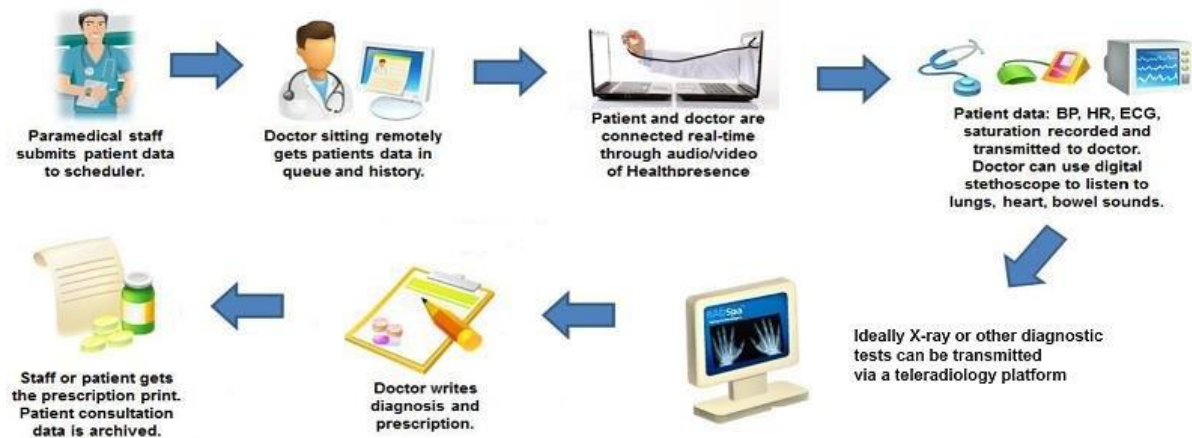 Paramedical staff
submits patient data
to scheduler.
Doctor sitting remotely
gets patients data in
queue and history.
Patient and doctor are
connected real-time
through audio/video
of Healthpresence
Patient data: BP, HR, ECG,
saturation recorded and
transmitted to doctor.
Doctor can use digital
stethoscope to listen to
lungs, heart, bowel sounds.
Ideally X-ray or other diagnostic
tests can be transmitted
via a teleradiology platform
RADSpa
Doctor writes
diagnosis and
prescription.
Staff or patient gets
the prescription print.
Patient consultation
data is archived.